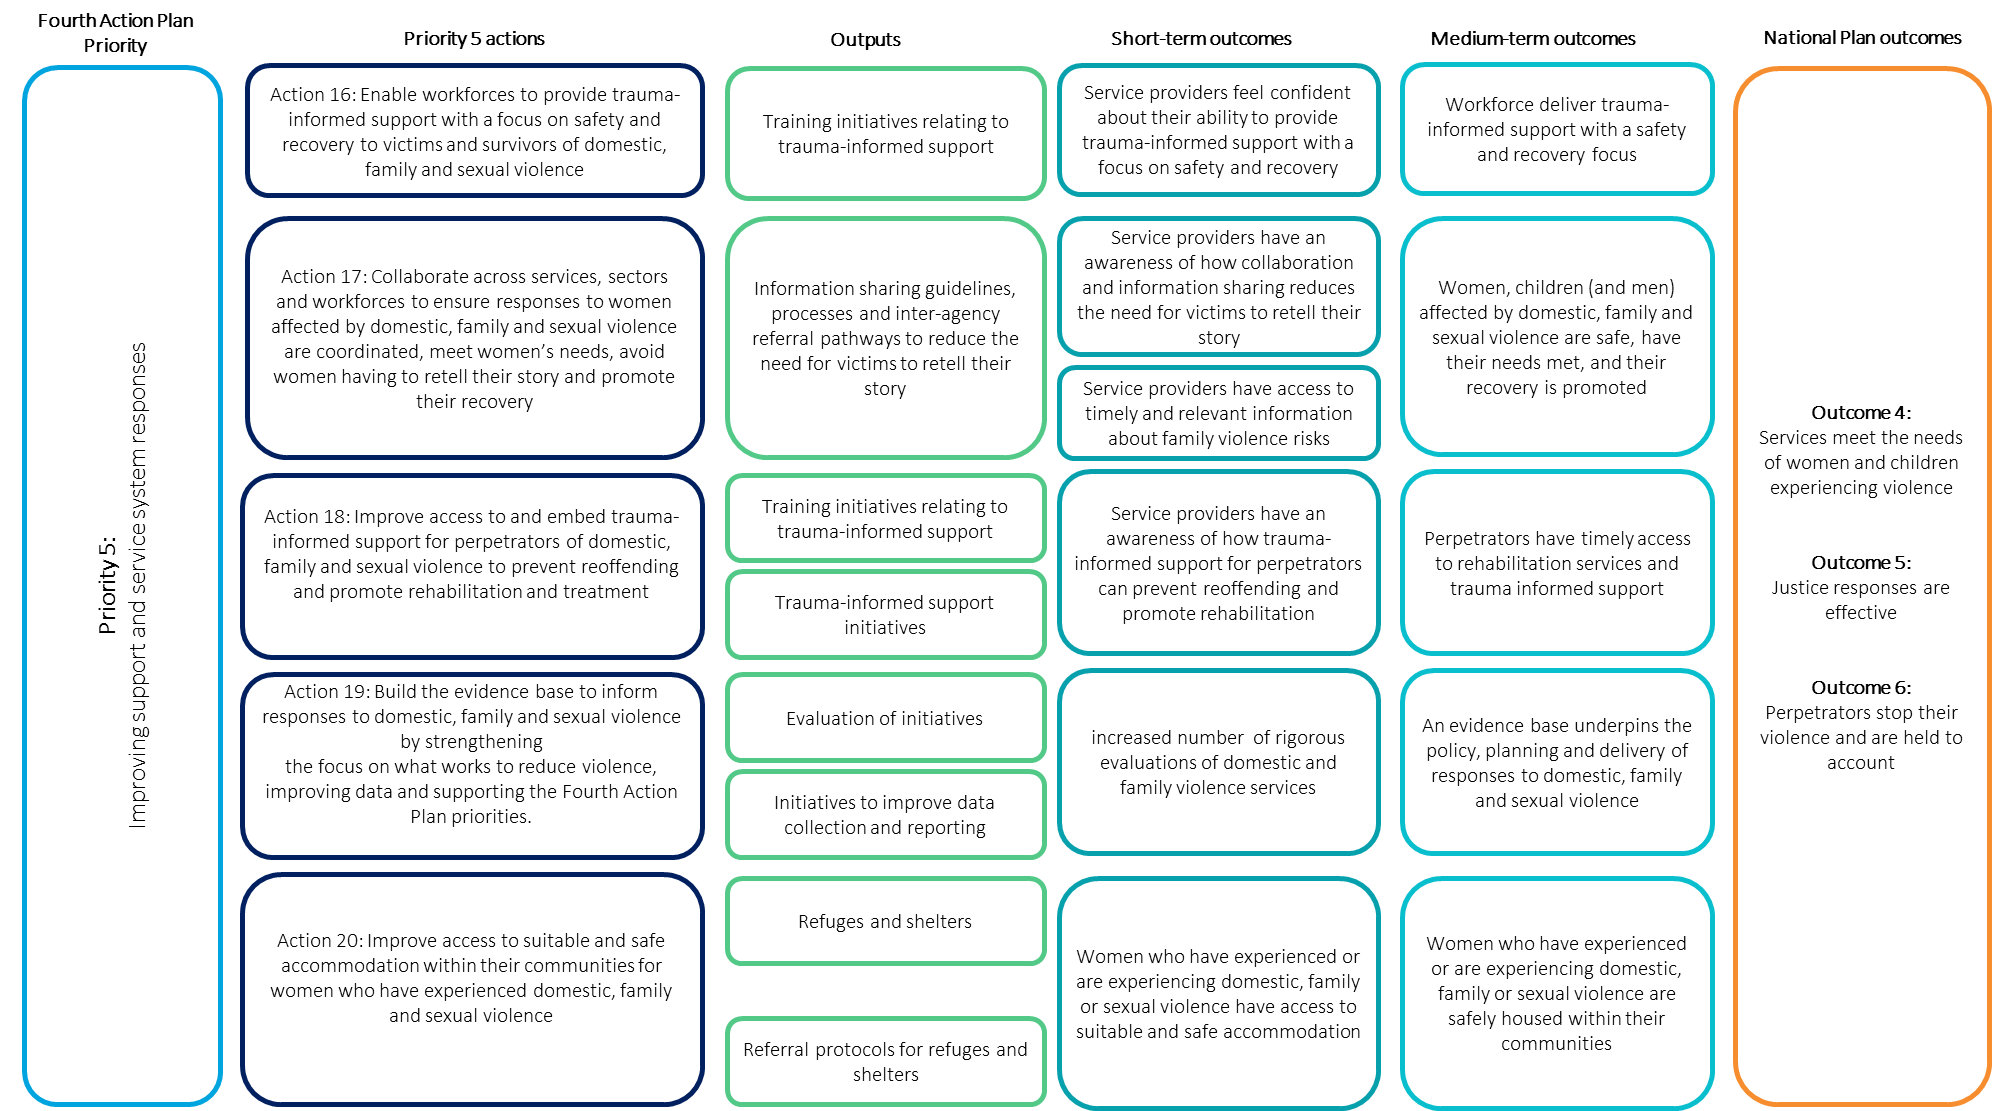 Fourth Action Plan
Priority
Priority 5 actions
Outputs
Short-term outcomes
Medium-term outcomes
National Plan outcomes
Priority 5:
Improving support and service system responses
Action 16: Enable workforces to provide trauma-
informed support with a focus on safety and
recovery to victims and survivors of domestic,
family and sexual violence
Training initiatives relating to
trauma-informed support
Service providers feel confident
about their ability to provide
trauma-informed support with a
focus on safety and recovery
Workforce deliver trauma-
informed support with a safety
and recovery focus
Action 17: Collaborate across services, sectors
and workforces to ensure responses to women
affected by domestic, family and sexual violence
are coordinated, meet women’s needs, avoid
women having to retell their story and promote
their recovery
Information sharing guidelines,
processes and inter-agency
referral pathways to reduce the
need for victims to retell their
story
Service providers have an
awareness of how collaboration
and information sharing reduces
the need for victims to retell their
story
Service providers have access to
timely and relevant information
about family violence risks
Women, children (and men)
affected by domestic, family and
sexual violence are safe, have
their needs met, and their
recovery is promoted
Action 18: Improve access to and embed trauma-
informed support for perpetrators of domestic,
family and sexual violence to prevent reoffending
and promote rehabilitation and treatment
Training initiatives relating to
trauma-informed support
Trauma-informed support
initiatives
Service providers have an
awareness of how trauma-
informed support for perpetrators
can prevent reoffending and
promote rehabilitation
Perpetrators have timely access
to rehabilitation services and
trauma informed support
Action 19: Build the evidence base to inform
responses to domestic, family and sexual violence
by strengthening
the focus on what works to reduce violence,
improving data and supporting the Fourth Action
Plan priorities.
Evaluation of initiatives
Initiatives to improve data
collection and reporting
increased number of rigorous
evaluations of domestic and
family violence services
An evidence base underpins the
policy, planning and delivery of
responses to domestic, family
and sexual violence
Action 20: Improve access to suitable and safe
accommodation within their communities for
women who have experienced domestic, family
and sexual violence
Refuges and shelters
Referral protocols for refuges and
shelters
Women who have experienced or
are experiencing domestic, family
or sexual violence have access to
suitable and safe accommodation
Women who have experienced
or are experiencing domestic,
family or sexual violence are
safely housed within their
communities
Outcome 4:
Services meet the needs
of women and children
experiencing violence
Outcome 5:
Justice responses are
effective
Outcome 6:
Perpetrators stop their
violence and are held to
account